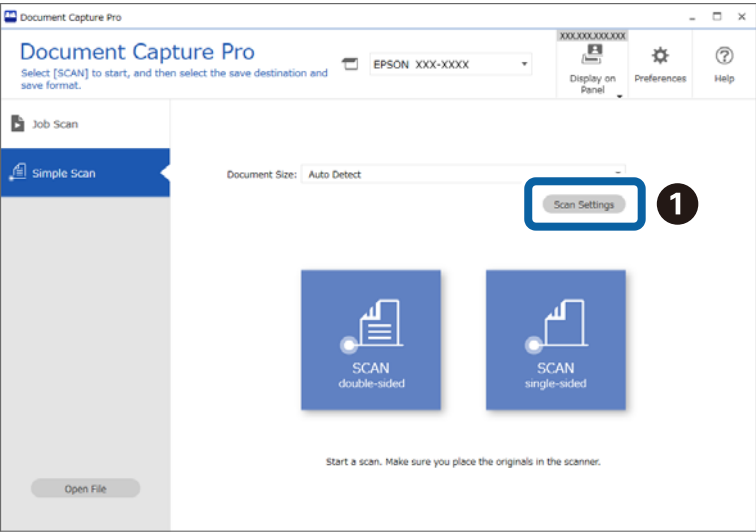 Document Capture Pro
Document Capture Pro
Select [SCAN] to start, and then select the save destination and
save format.
EPSON XXX-XXXX
XXX.XXX.XXX.XXX
Display on
Panel
Preferences
Help
Job Scan
Simple Scan
Document Size: Auto Detect
Scan Settings
1
SCAN
double-sided
SCAN
single-sided
Start a scan. Make sure you place the originals in the scanner.
Open File